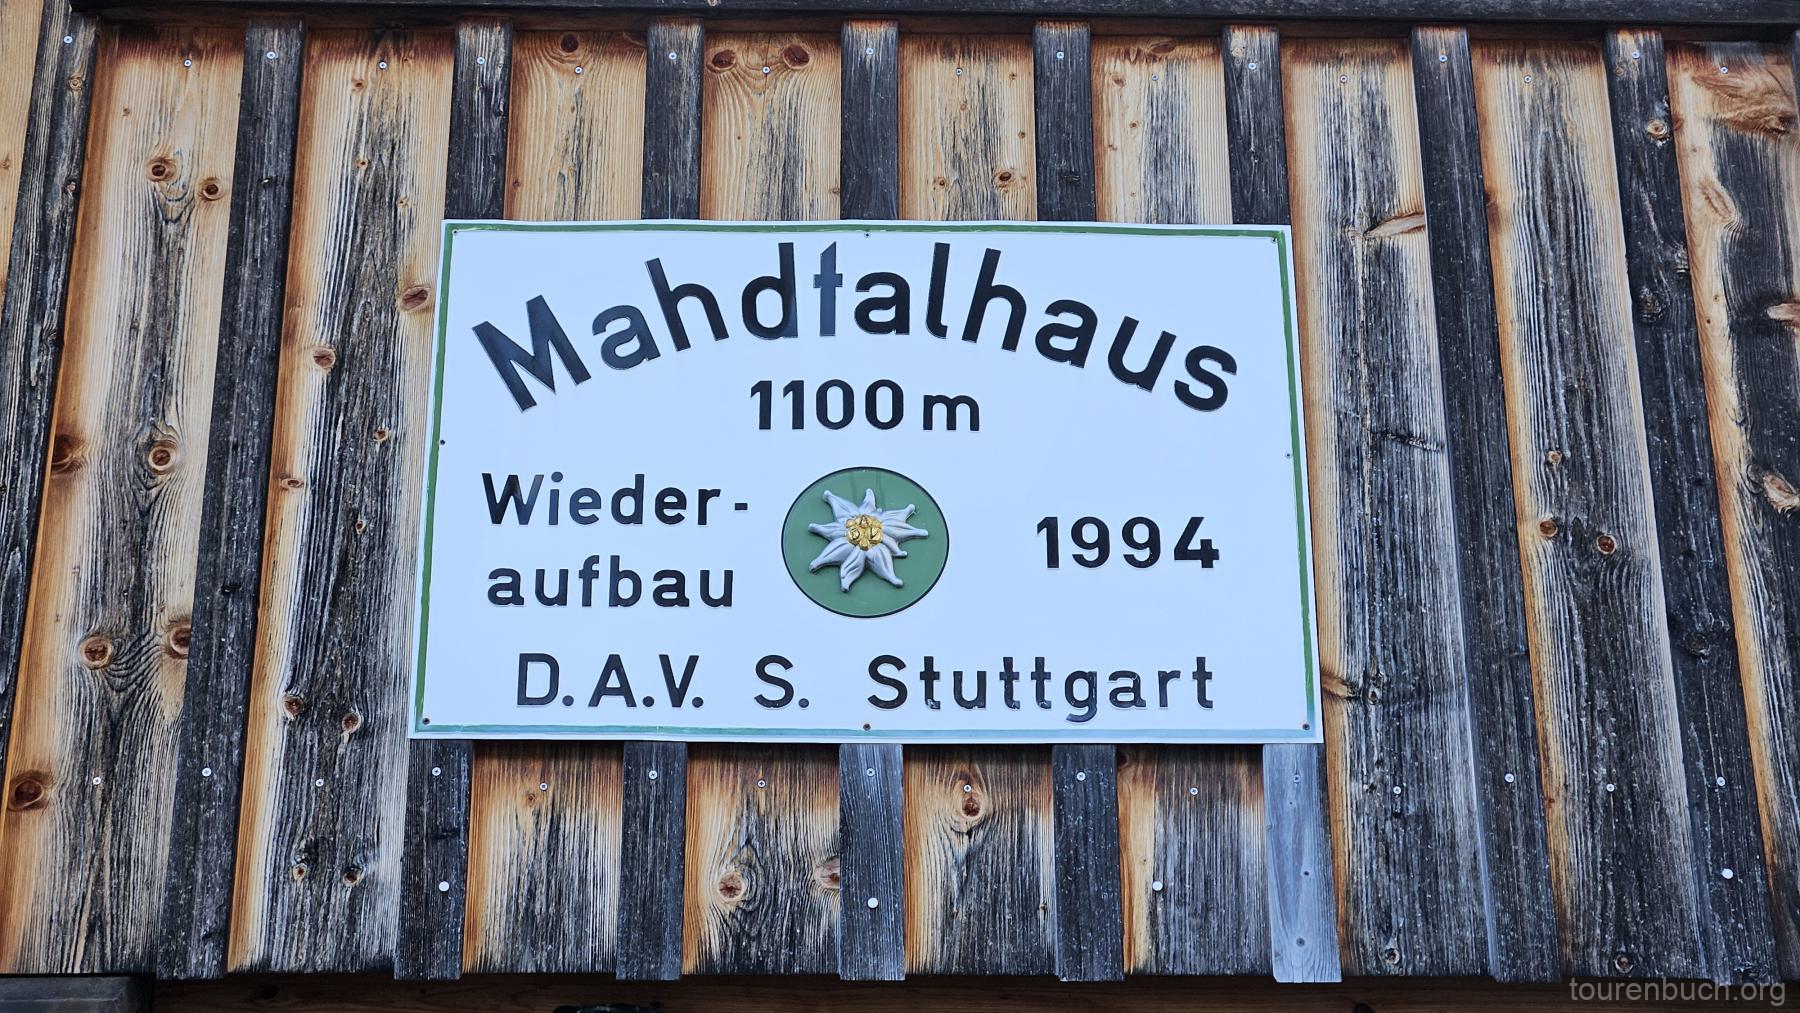 Mahdtalhaus
1100 m
Wieder-
aufbau
1994
D.A.V. S. Stuttgart
tourenbuch.org